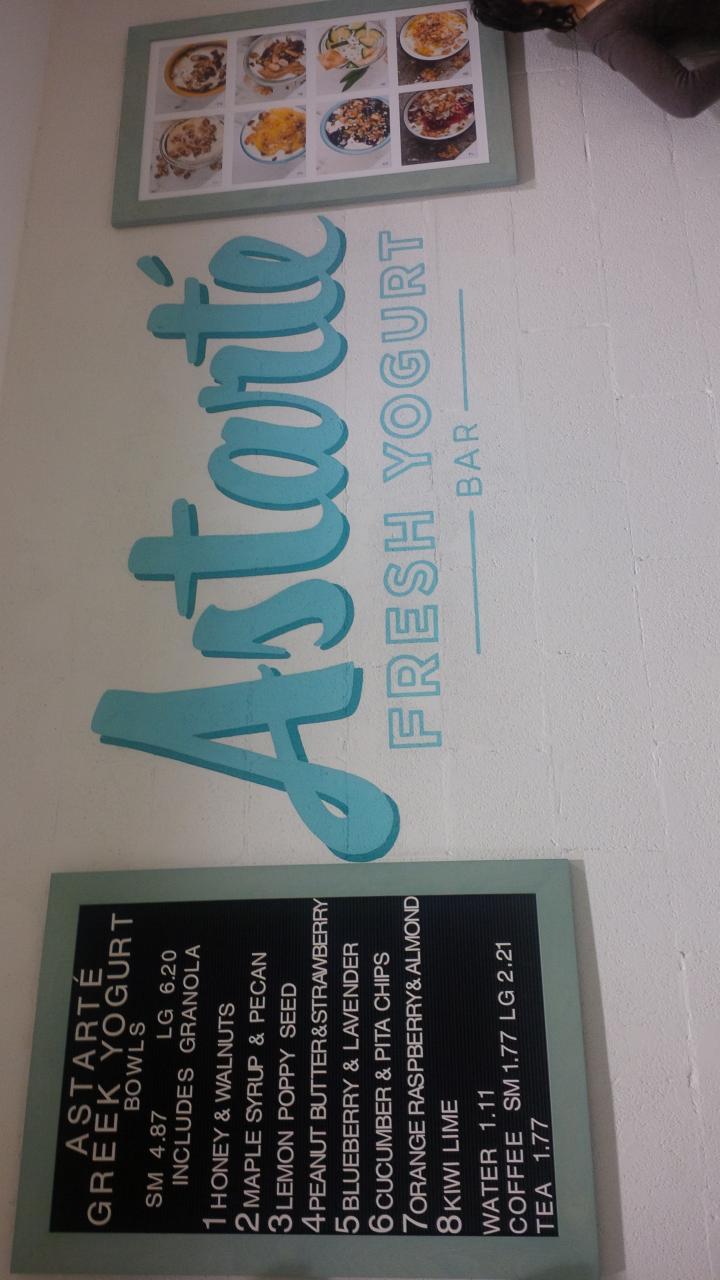 ASTARTÉ
GREEK YOGURT
BOWLS
SM 4.87 LG 6.20
INCLUDES GRANOLA
1 HONEY & WALNUTS
2 MAPLE SYRUP & PECAN
3 LEMON POPPY SEED
4 PEANUT BUTTER&STRAWBERRY
5 BLUEBERRY & LAVENDER
6 CUCUMBER & PITA CHIPS
7 ORANGE RASPBERRY&ALMOND
8 KIWI LIME
WATER 1.11
COFFEE SM 1.77 LG 2.21
TEA 1.77
Astarté
FRESH YOGURT
BAR